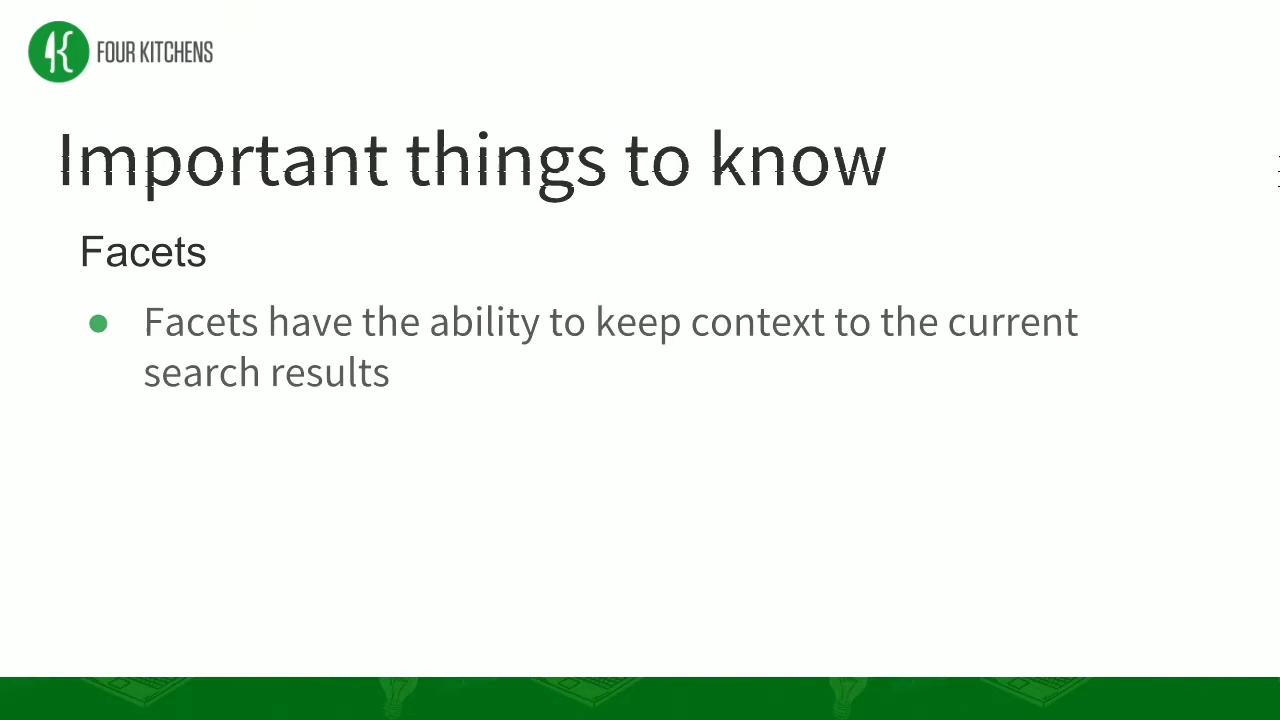 FOUR KITCHENS
Important things to know
Facets
● Facets have the ability to keep context to the current
search results